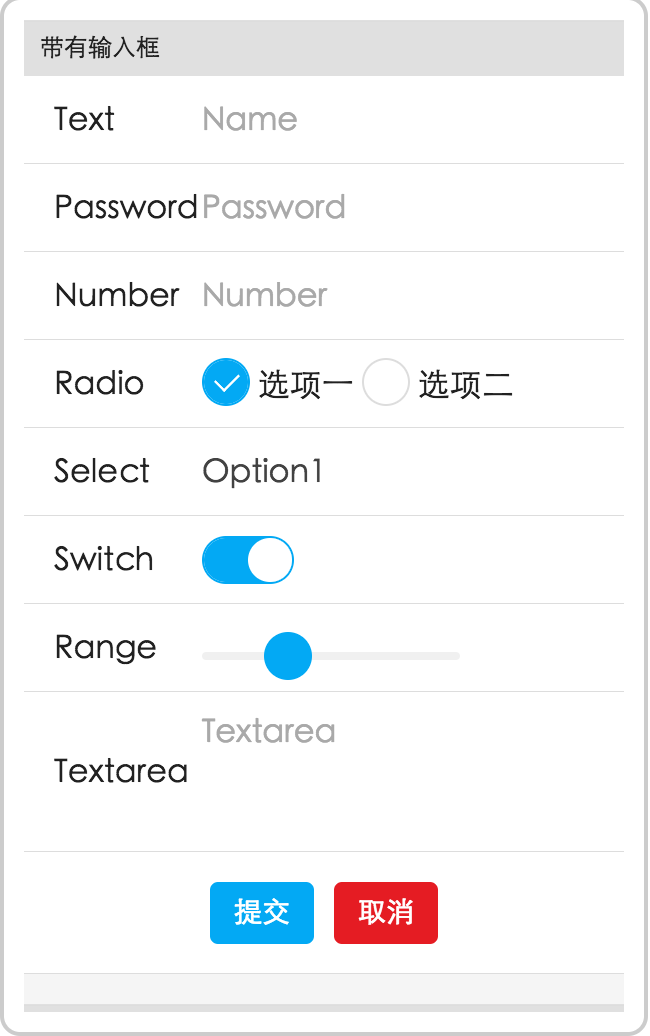 带有输入框
Text Name
Password Password
Number Number
Radio 选项一 选项二
Select Option1
Switch
Range
Textarea
Textarea
提交 取消